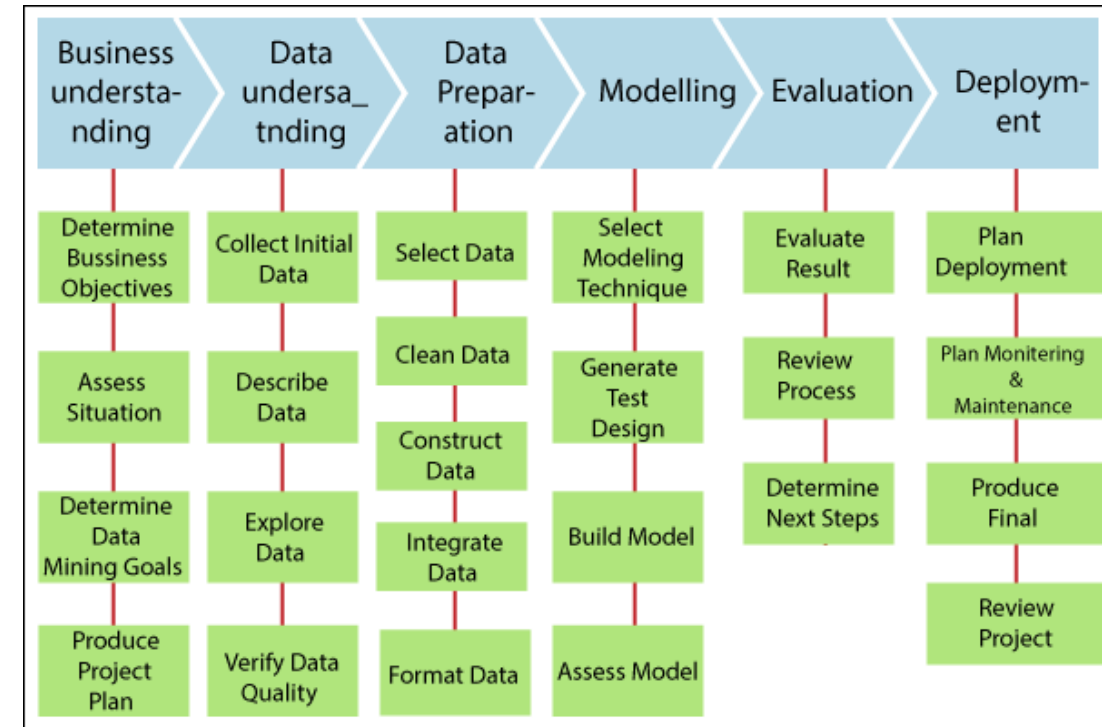 Business
understa-
nding
Data
undersa_
tnding
Data
Prepar-
ation
Modelling
Evaluation
Deploym-
ent
Determine
Bussiness
Objectives
Assess
Situation
Determine
Data
Mining Goals
Produce
Project
Plan
Collect Initial
Data
Describe
Data
Explore
Data
Verify Data
Quality
Select Data
Clean Data
Construct
Data
Integrate
Data
Format Data
Select
Modeling
Technique
Generate
Test
Design
Build Model
Assess Model
Evaluate
Result
Review
Process
Determine
Next Steps
Plan
Deployment
Plan Monitering
&
Maintenance
Produce
Final
Review
Project